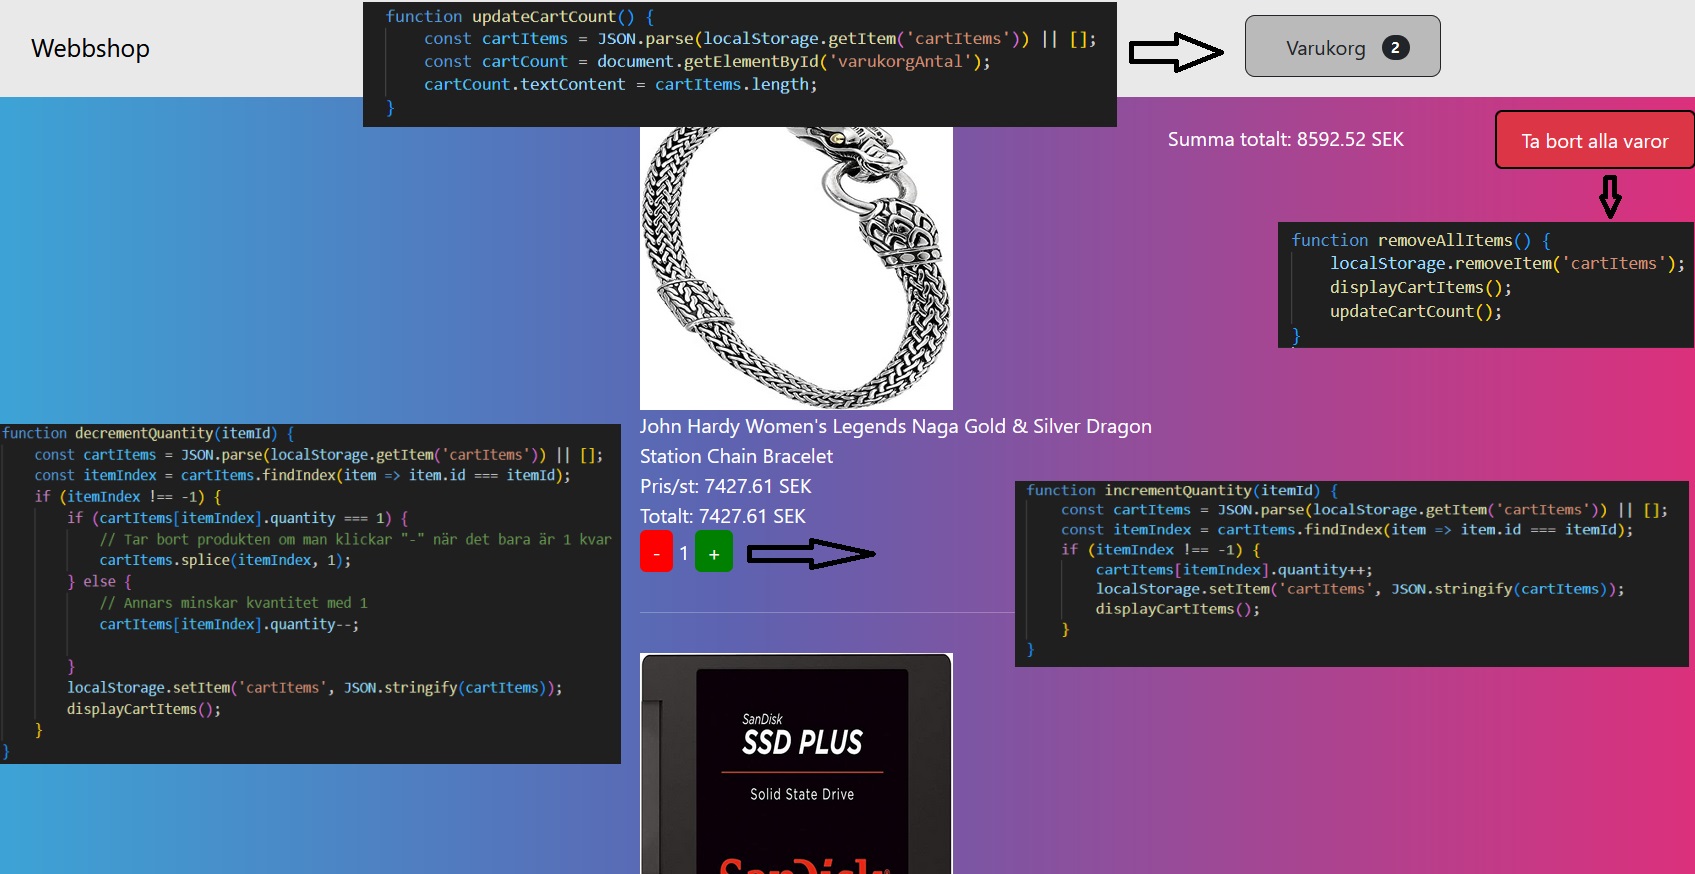 Webbshop
function updateCartCount() {
const cartItems = JSON.parse(localStorage.getItem('cartItems')) || [];
const cartCount = document.getElementById('varukorgAntal');
cartCount.textContent = cartItems.length;
}
Varukorg 2
Summa totalt: 8592.52 SEK
Ta bort alla varor
function removeAllItems() {
localStorage.removeItem('cartItems');
displayCartItems();
updateCartCount();
}
John Hardy Women's Legends Naga Gold & Silver Dragon
Station Chain Bracelet
Pris/st: 7427.61 SEK
Totalt: 7427.61 SEK
- 1 +
function decrementQuantity(itemId) {
const cartItems = JSON.parse(localStorage.getItem('cartItems')) || [];
const itemIndex = cartItems.findIndex(item => item.id === itemId);
if (itemIndex !== -1) {
if (cartItems[itemIndex].quantity === 1) {
// Tar bort produkten om man klickar "-" när det bara är 1 kvar
cartItems.splice(itemIndex, 1);
} else {
// Annars minskar kvantitet med 1
cartItems[itemIndex].quantity--;
}
localStorage.setItem('cartItems', JSON.stringify(cartItems));
displayCartItems();
}
}
function incrementQuantity(itemId) {
const cartItems = JSON.parse(localStorage.getItem('cartItems')) || [];
const itemIndex = cartItems.findIndex(item => item.id === itemId);
if (itemIndex !== -1) {
cartItems[itemIndex].quantity++;
localStorage.setItem('cartItems', JSON.stringify(cartItems));
displayCartItems();
}
}
SanDisk
SSD PLUS
Solid State Drive
SanDisk